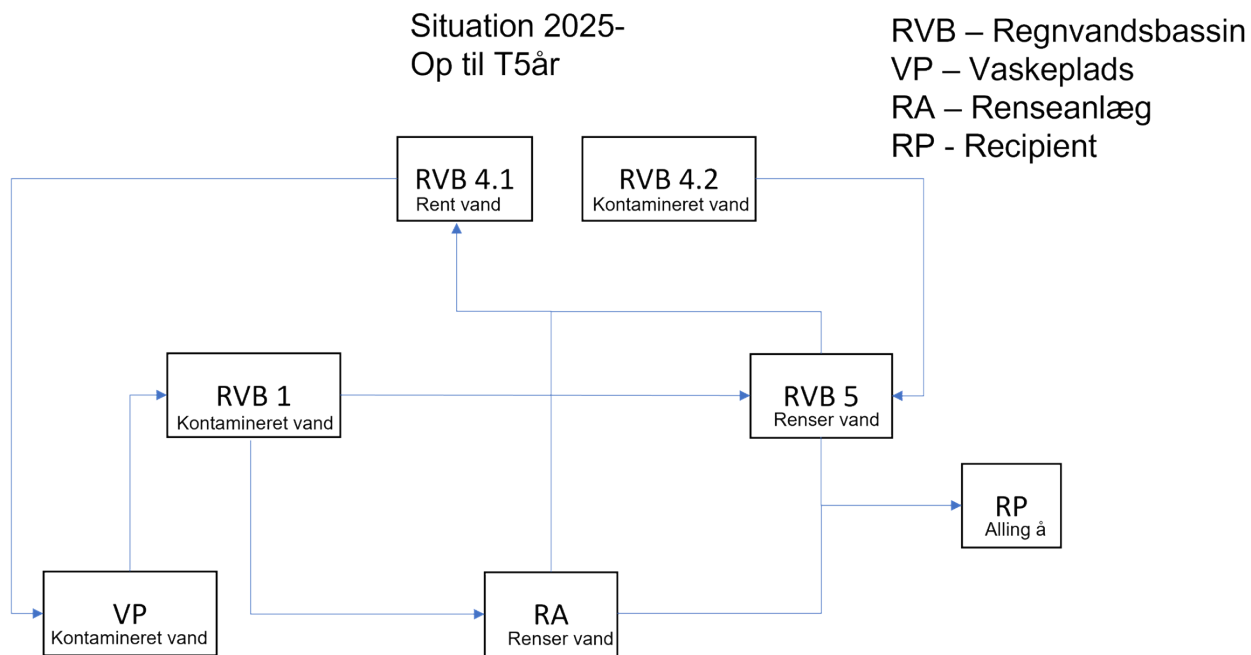 Situation 2025-
Op til T5år
RVB – Regnvandsbassin
VP – Vaskeplads
RA – Renseanlæg
RP - Recipient
RVB 4.1
Rent vand
RVB 4.2
Kontamineret vand
RVB 1
Kontamineret vand
RVB 5
Renser vand
RP
Alling å
VP
Kontamineret vand
RA
Renser vand